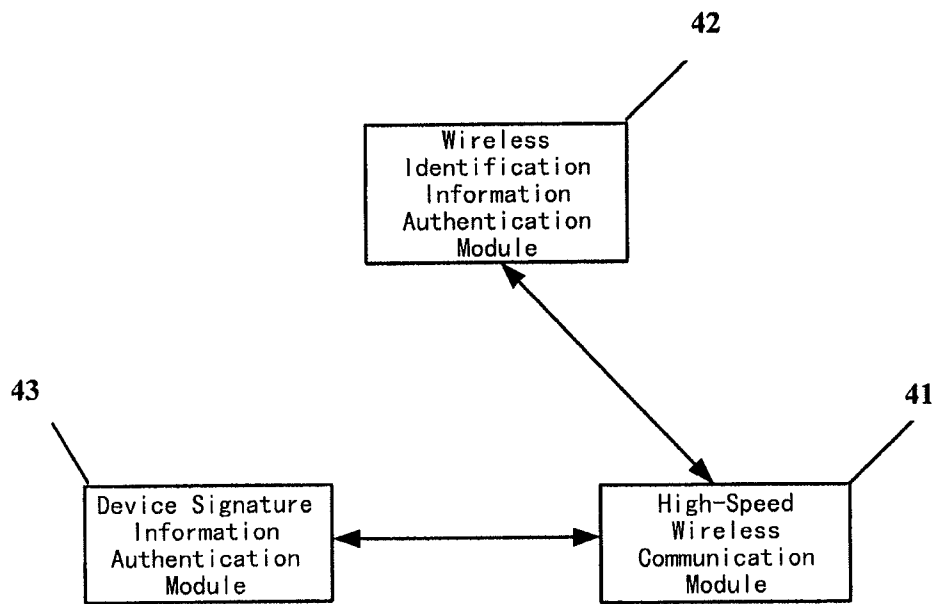 42
Wireless
Identification
Information
Authentication
Module
43
41
Device Signature
Information
Authentication
Module
High-Speed
Wireless
Communication
Module